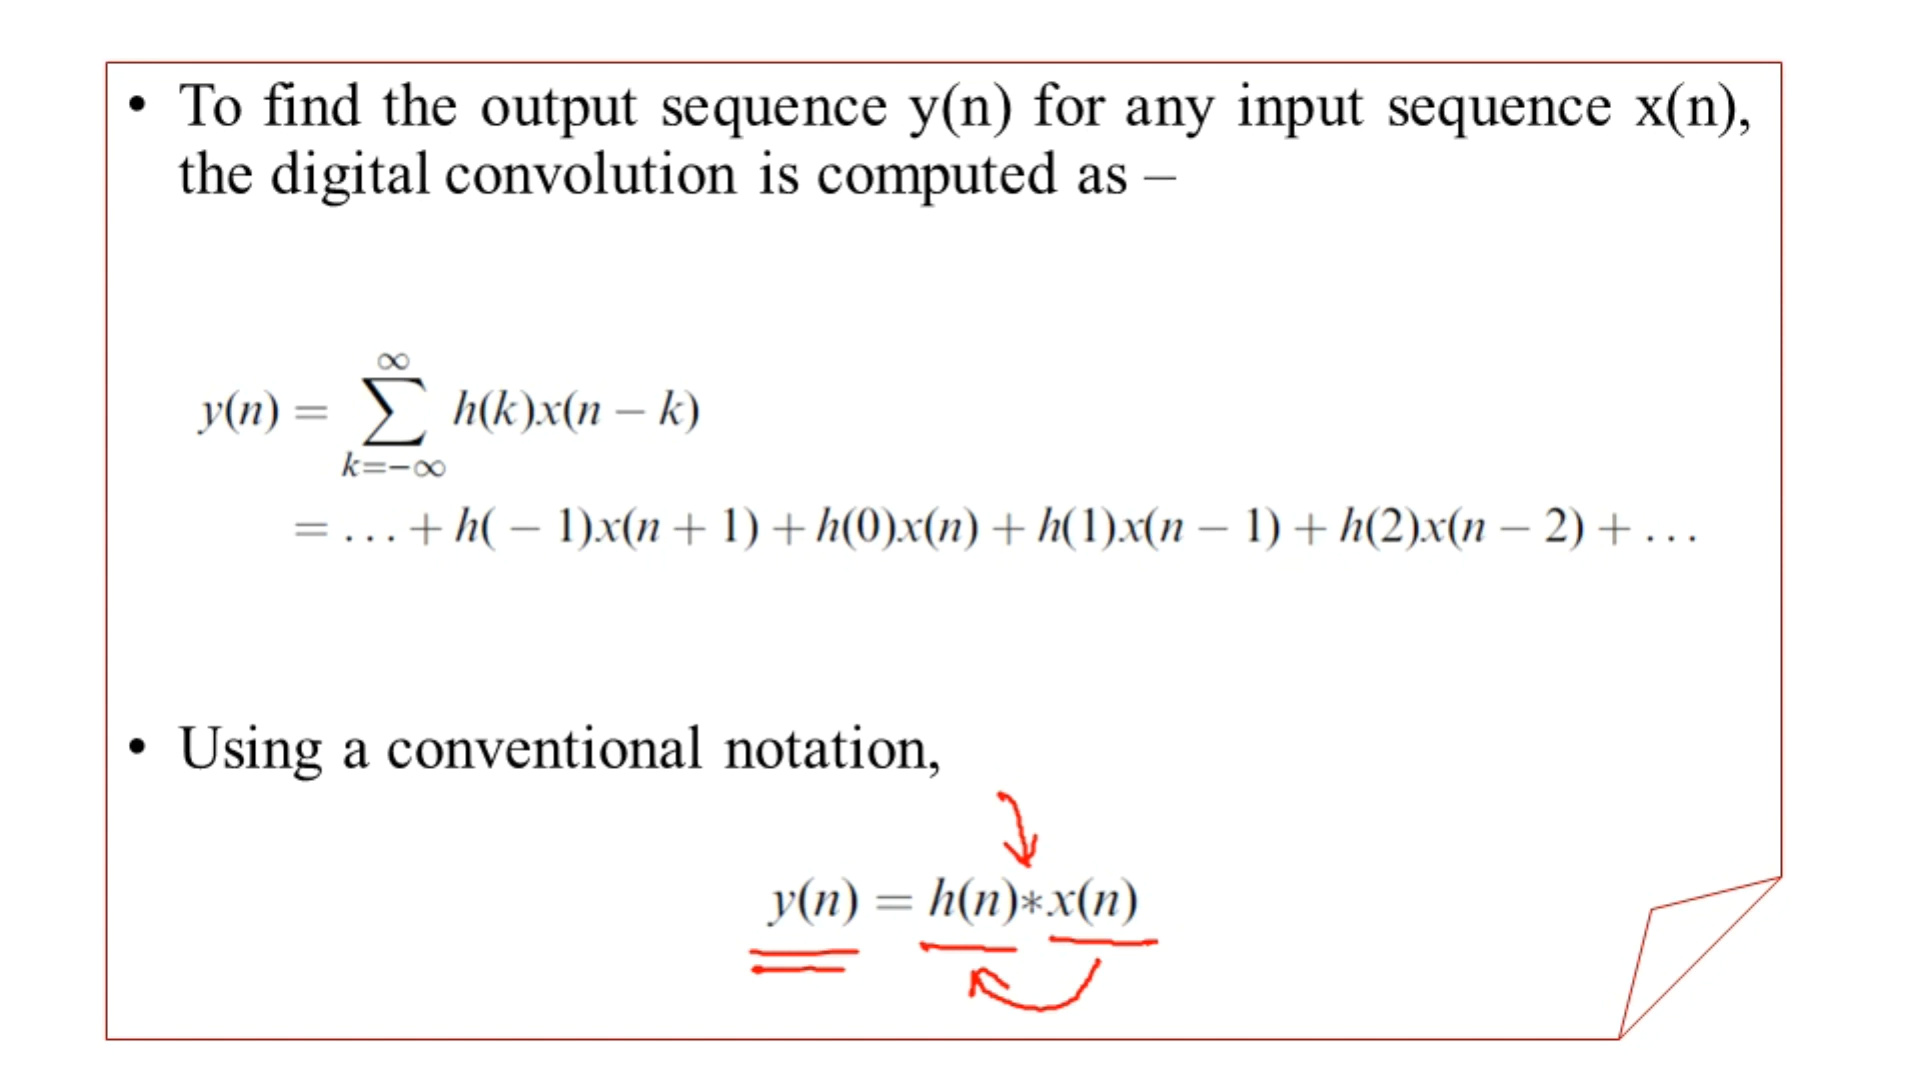 • To find the output sequence y(n) for any input sequence x(n),
the digital convolution is computed as –
∞
y(n) = ∑ h(k)x(n − k)
k=−∞
= … + h( − 1)x(n + 1) + h(0)x(n) + h(1)x(n − 1) + h(2)x(n − 2) + …
• Using a conventional notation,
y(n) = h(n)*x(n)